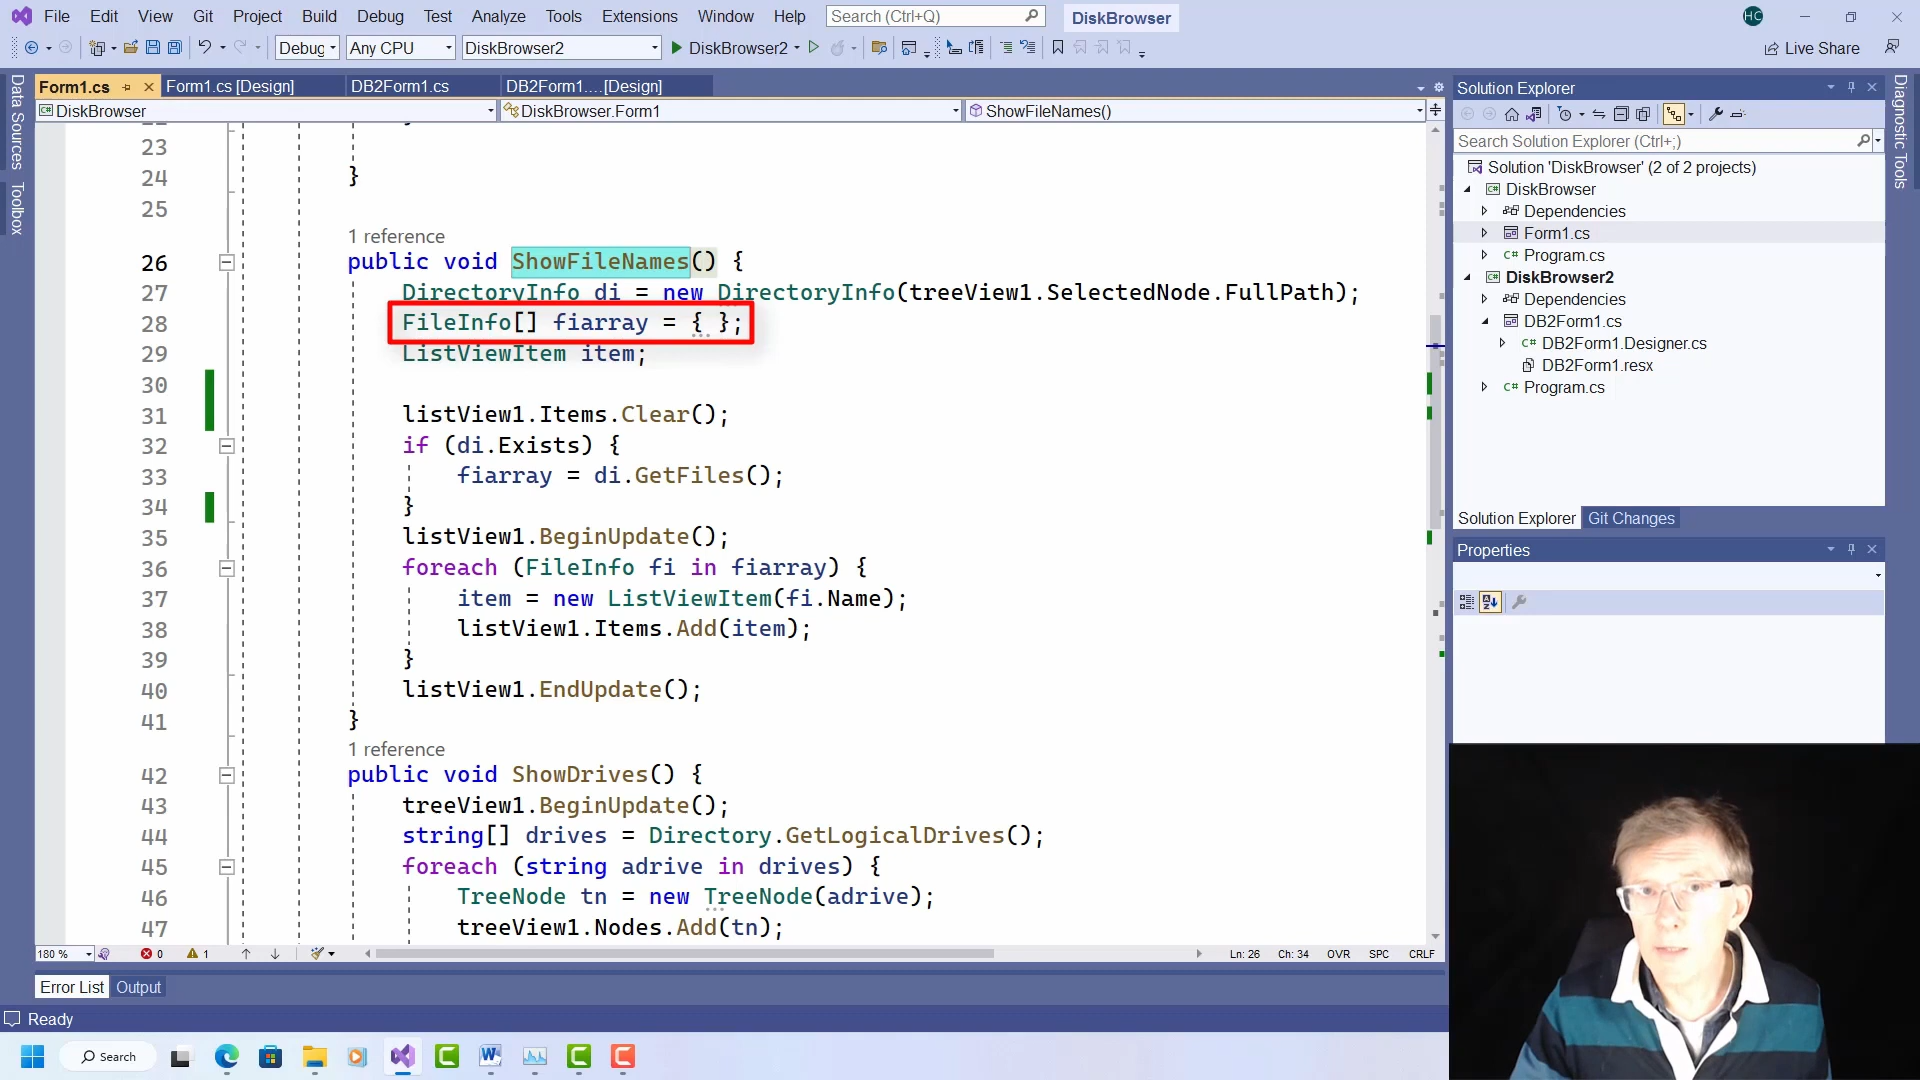 File Edit View Git Project Build Debug Test Analyze Tools Extensions Window Help Search (Ctrl+Q) DiskBrowser HC
Debug Any CPU DiskBrowser2 DiskBrowser2 Live Share
Form1.cs Form1.cs [Design] DB2Form1.cs DB2Form1....[Design]
DiskBrowser DiskBrowser.Form1 ShowFileNames()
Data Sources
Toolbox
23
24 }
25
1 reference
26 public void ShowFileNames() {
27 DirectoryInfo di = new DirectoryInfo(treeView1.SelectedNode.FullPath);
28 FileInfo[] fiarray = { };
29 ListViewItem item;
30
31 listView1.Items.Clear();
32 if (di.Exists) {
33 fiarray = di.GetFiles();
34 }
35 listView1.BeginUpdate();
36 foreach (FileInfo fi in fiarray) {
37 item = new ListViewItem(fi.Name);
38 listView1.Items.Add(item);
39 }
40 listView1.EndUpdate();
41 }
1 reference
42 public void ShowDrives() {
43 treeView1.BeginUpdate();
44 string[] drives = Directory.GetLogicalDrives();
45 foreach (string adrive in drives) {
46 TreeNode tn = new TreeNode(adrive);
47 treeView1.Nodes.Add(tn);
180 % 0 1 Ln: 26 Ch: 34 OVR SPC CRLF
Error List Output
Ready
Search
Solution Explorer
Search Solution Explorer (Ctrl+;)
Solution 'DiskBrowser' (2 of 2 projects)
DiskBrowser
Dependencies
Form1.cs
C# Program.cs
DiskBrowser2
Dependencies
DB2Form1.cs
C# DB2Form1.Designer.cs
DB2Form1.resx
C# Program.cs
Solution Explorer Git Changes
Properties
Diagnostic Tools